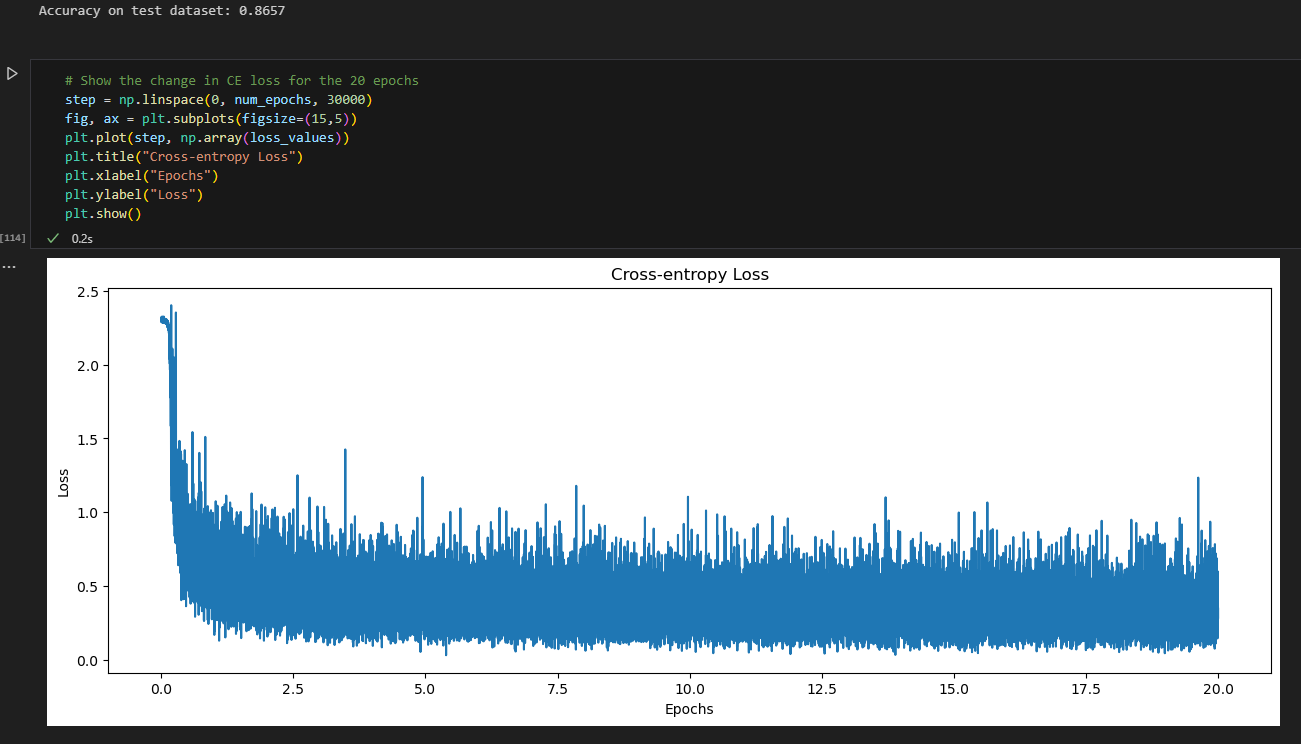 Accuracy on test dataset: 0.8657
# Show the change in CE loss for the 20 epochs
step = np.linspace(0, num_epochs, 30000)
fig, ax = plt.subplots(figsize=(15,5))
plt.plot(step, np.array(loss_values))
plt.title("Cross-entropy Loss")
plt.xlabel("Epochs")
plt.ylabel("Loss")
plt.show()
[114]
0.2s
...
Cross-entropy Loss
2.5
2.0
1.5
1.0
0.5
0.0
Loss
0.0 2.5 5.0 7.5 10.0 12.5 15.0 17.5 20.0
Epochs